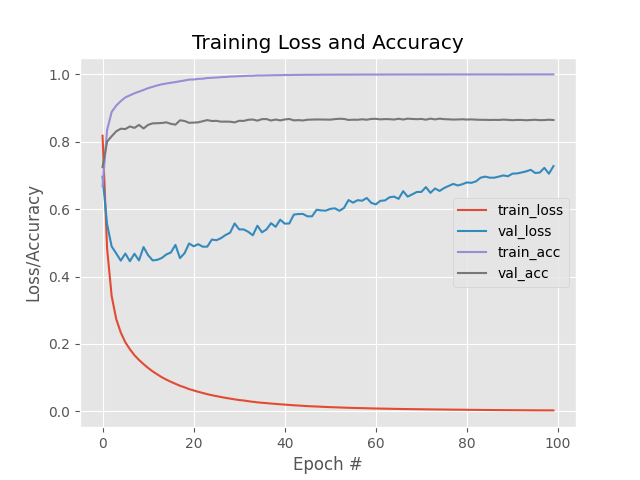 Training Loss and Accuracy
Loss/Accuracy
1.0
0.8
0.6
0.4
0.2
0.0
train_loss
val_loss
train_acc
val_acc
0 20 40 60 80 100
Epoch #